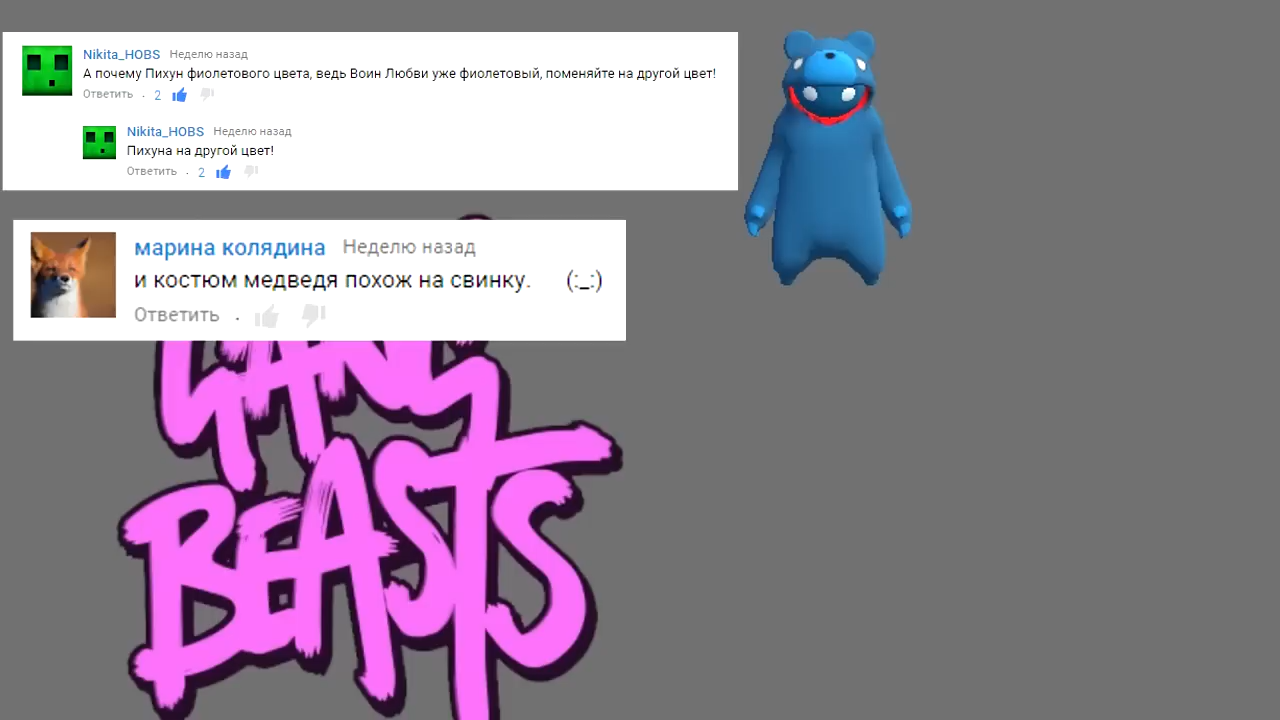 Nikita_HOBS Неделю назад
А почему Пихун фиолетового цвета, ведь Воин Любви уже фиолетовый, поменяйте на другой цвет!
Ответить . 2
Nikita_HOBS Неделю назад
Пихуна на другой цвет!
Ответить . 2
марина колядина Неделю назад
и костюм медведя похож на свинку. (:_:)
Ответить .
GANG
BEASTS